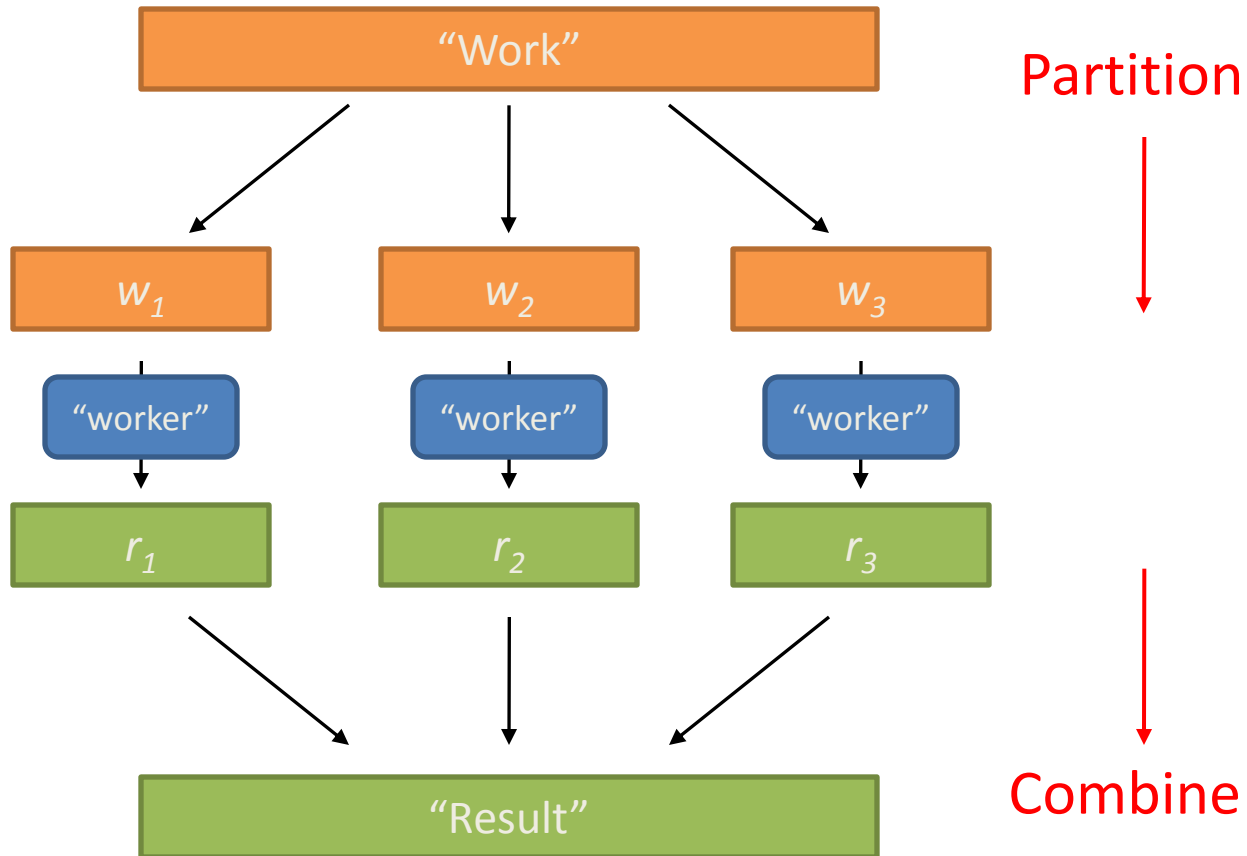 “Work”
Partition
w₁ w₂ w₃
“worker” “worker” “worker”
r₁ r₂ r₃
“Result”
Combine